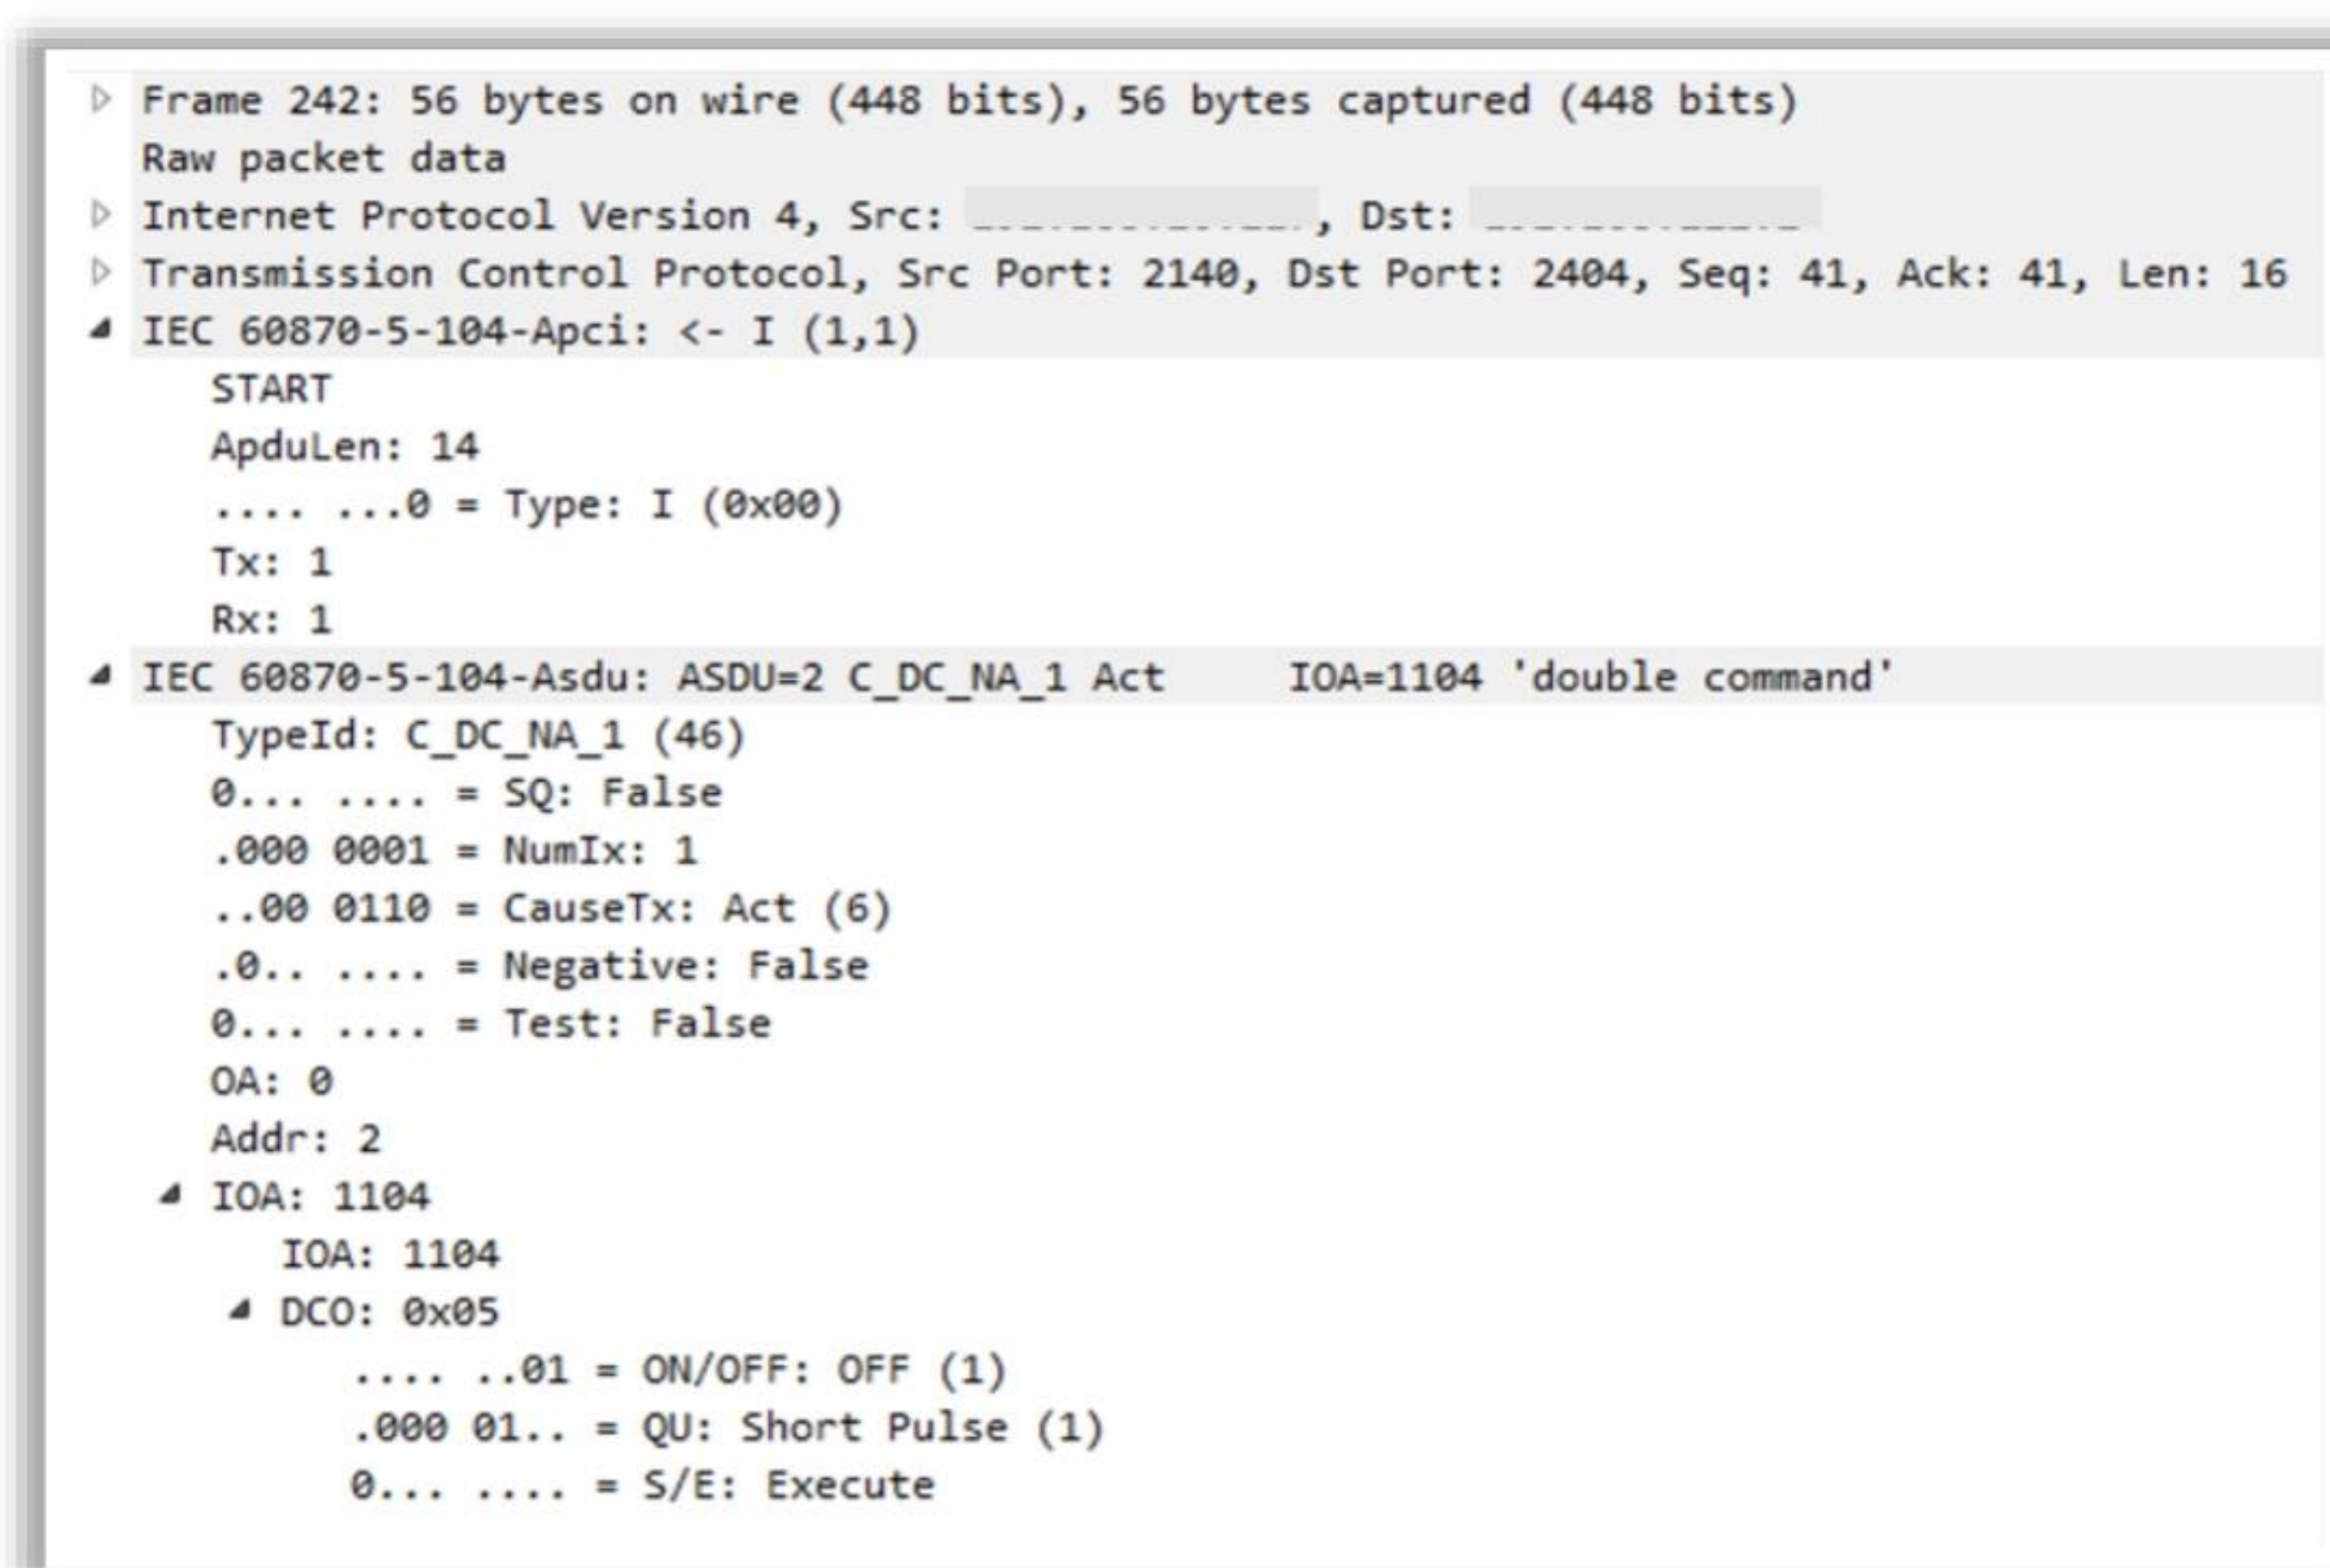 Frame 242: 56 bytes on wire (448 bits), 56 bytes captured (448 bits)
Raw packet data
Internet Protocol Version 4, Src: , Dst:
Transmission Control Protocol, Src Port: 2140, Dst Port: 2404, Seq: 41, Ack: 41, Len: 16
IEC 60870-5-104-Apci: <- I (1,1)
START
ApduLen: 14
.... ...0 = Type: I (0x00)
Tx: 1
Rx: 1
IEC 60870-5-104-Asdu: ASDU=2 C_DC_NA_1 Act     IOA=1104 'double command'
TypeId: C_DC_NA_1 (46)
0... .... = SQ: False
.000 0001 = NumIx: 1
..00 0110 = CauseTx: Act (6)
.0.. .... = Negative: False
0... .... = Test: False
OA: 0
Addr: 2
IOA: 1104
IOA: 1104
DCO: 0x05
.... ..01 = ON/OFF: OFF (1)
.000 01.. = QU: Short Pulse (1)
0... .... = S/E: Execute